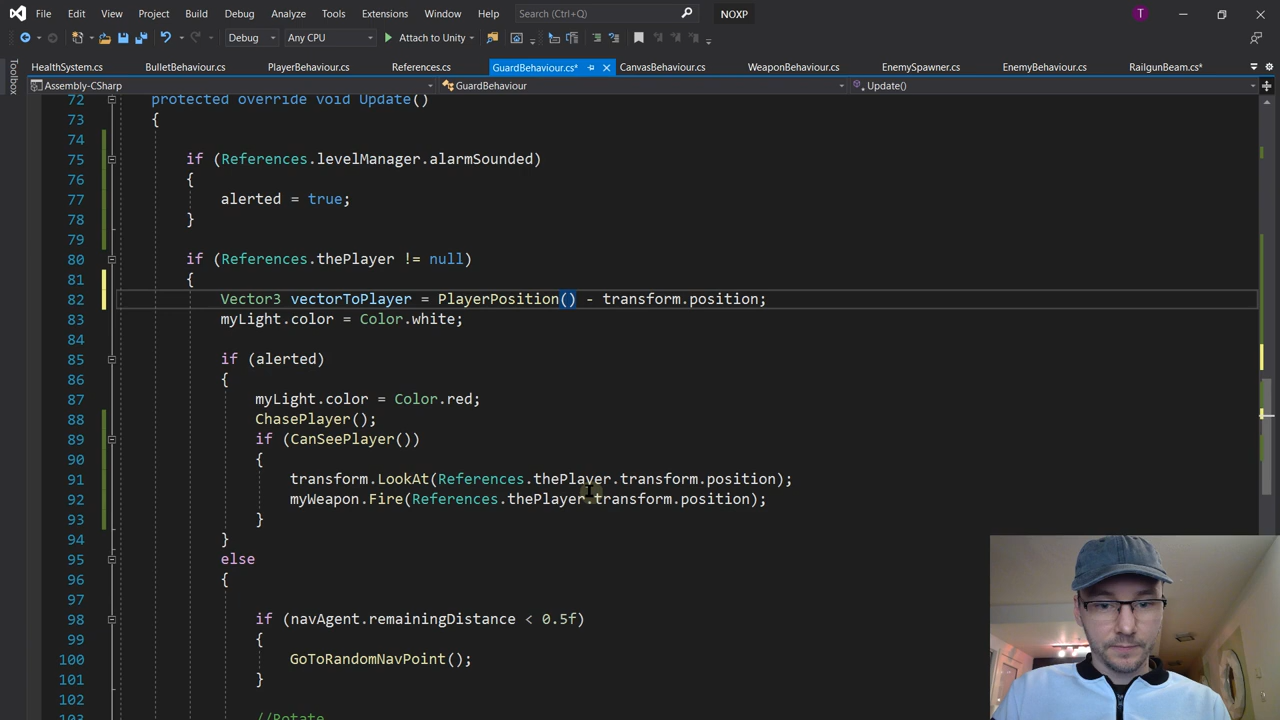 File Edit View Project Build Debug Analyze Tools Extensions Window Help Search (Ctrl+Q) NOXP T
Debug Any CPU Attach to Unity
HealthSystem.cs BulletBehaviour.cs PlayerBehaviour.cs References.cs GuardBehaviour.cs* CanvasBehaviour.cs WeaponBehaviour.cs EnemySpawner.cs EnemyBehaviour.cs RailgunBeam.cs*
Toolbox
Assembly-CSharp GuardBehaviour Update()
72 protected override void Update()
73 {
74
75 if (References.levelManager.alarmSounded)
76 {
77 alerted = true;
78 }
79
80 if (References.thePlayer != null)
81 {
82 Vector3 vectorToPlayer = PlayerPosition() - transform.position;
83 myLight.color = Color.white;
84
85 if (alerted)
86 {
87 myLight.color = Color.red;
88 ChasePlayer();
89 if (CanSeePlayer())
90 {
91 transform.LookAt(References.thePlayer.transform.position);
92 myWeapon.Fire(References.thePlayer.transform.position);
93 }
94 }
95 else
96 {
97
98 if (navAgent.remainingDistance < 0.5f)
99 {
100 GoToRandomNavPoint();
101 }
102
103 //Rotate